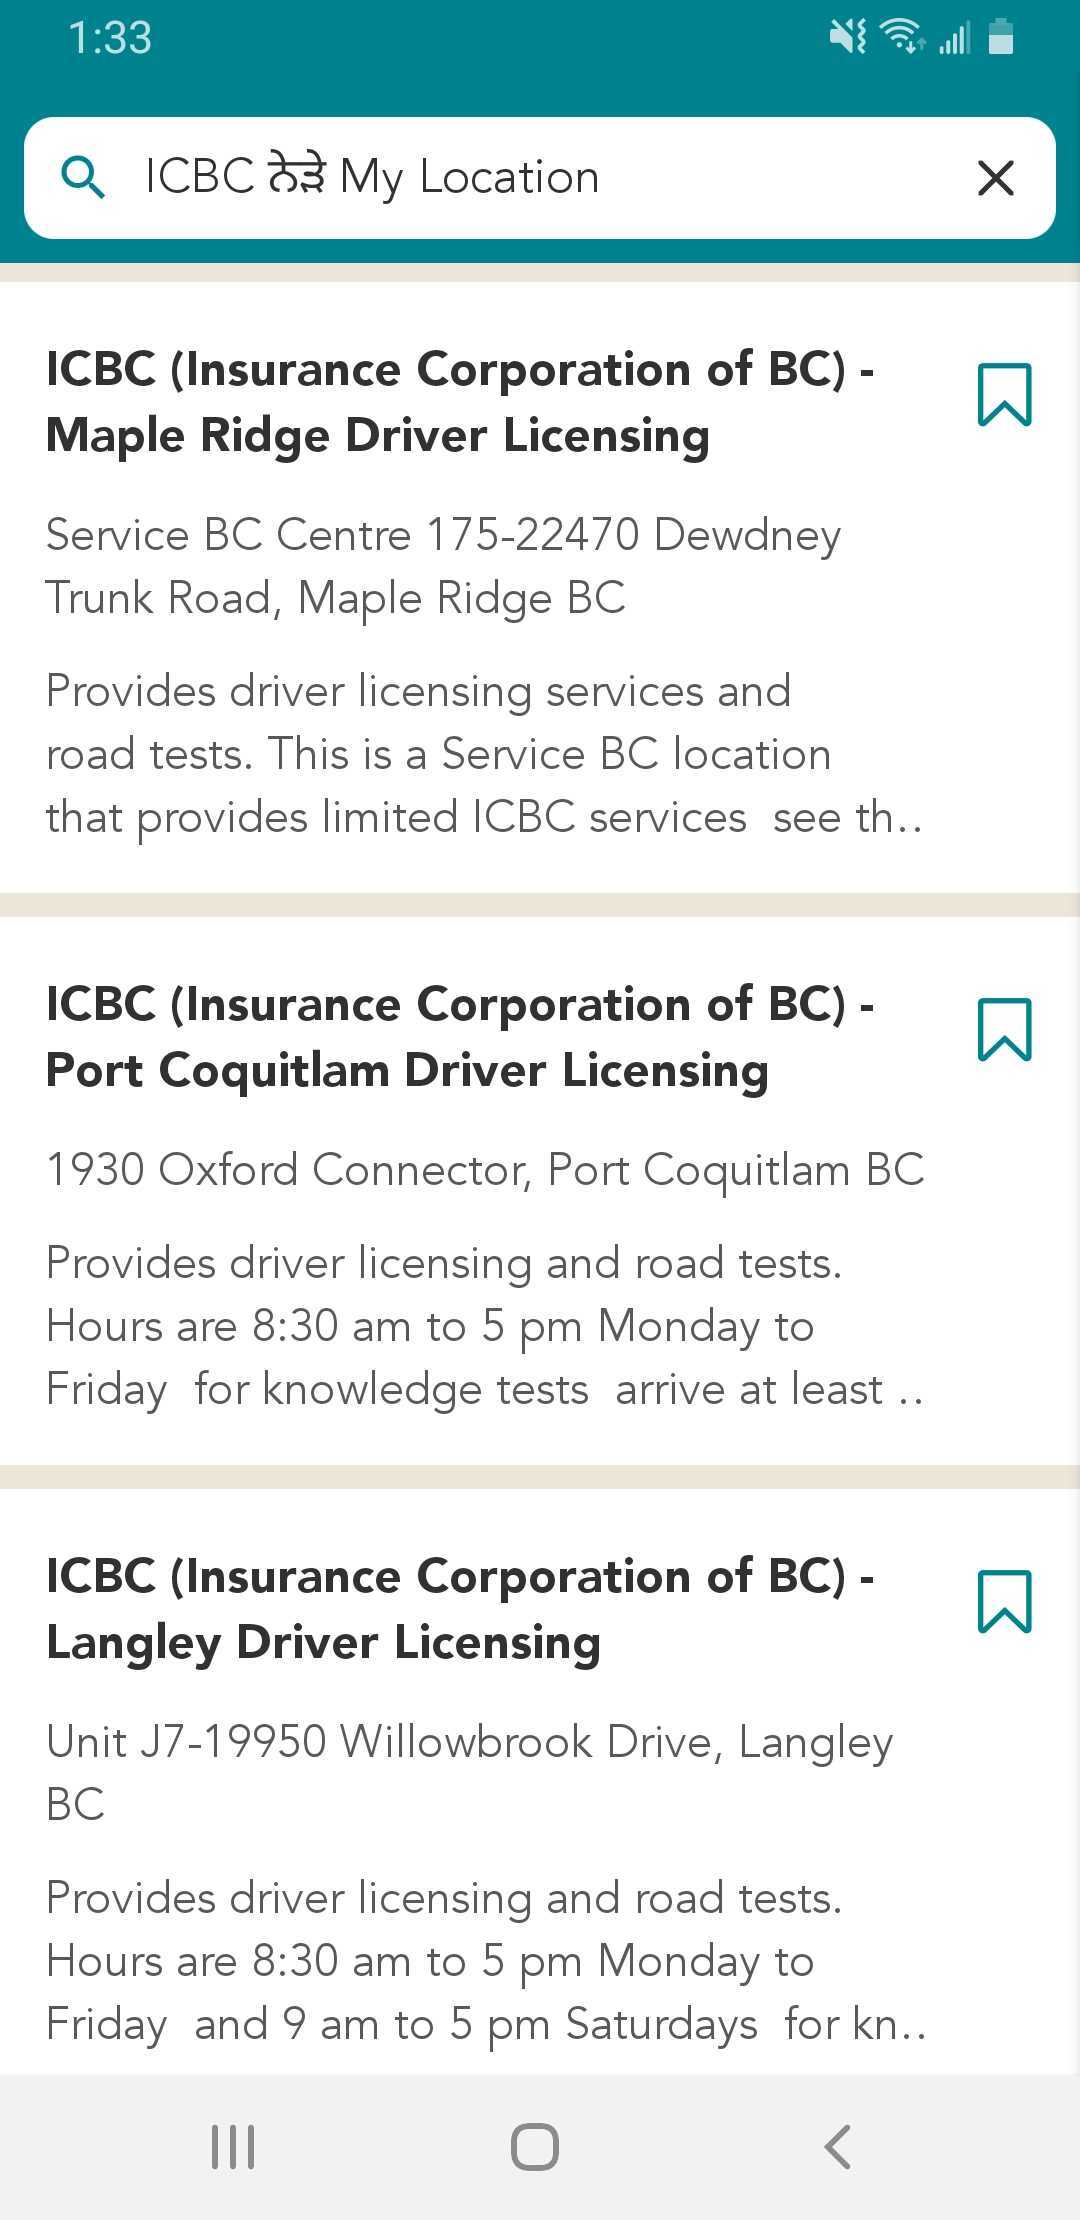 1:33
ICBC ਨੇੜੇ My Location
ICBC (Insurance Corporation of BC) -
Maple Ridge Driver Licensing
Service BC Centre 175-22470 Dewdney
Trunk Road, Maple Ridge BC
Provides driver licensing services and
road tests. This is a Service BC location
that provides limited ICBC services  see th..
ICBC (Insurance Corporation of BC) -
Port Coquitlam Driver Licensing
1930 Oxford Connector, Port Coquitlam BC
Provides driver licensing and road tests.
Hours are 8:30 am to 5 pm Monday to
Friday  for knowledge tests  arrive at least ..
ICBC (Insurance Corporation of BC) -
Langley Driver Licensing
Unit J7-19950 Willowbrook Drive, Langley
BC
Provides driver licensing and road tests.
Hours are 8:30 am to 5 pm Monday to
Friday  and 9 am to 5 pm Saturdays  for kn..